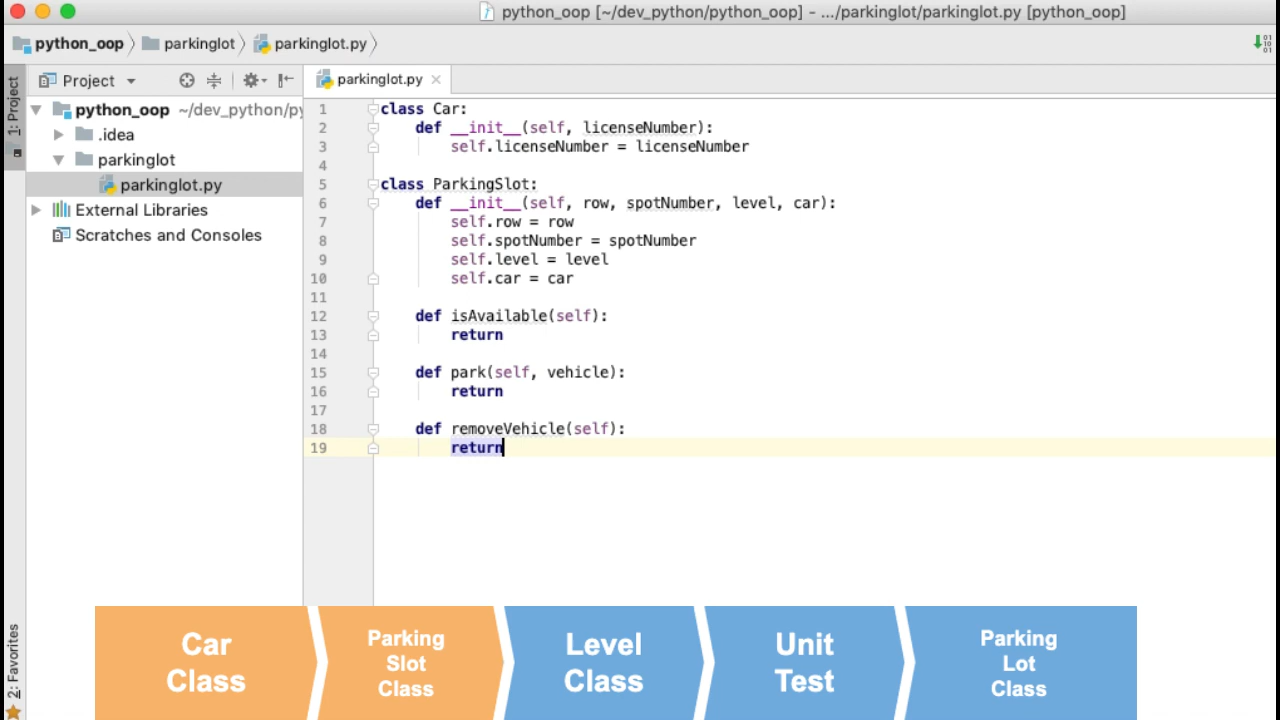 python_oop [~/dev_python/python_oop] - .../parkinglot/parkinglot.py [python_oop]
python_oop parkinglot parkinglot.py
1: Project
Project
parkinglot.py
python_oop ~/dev_python/py
.idea
parkinglot
parkinglot.py
External Libraries
Scratches and Consoles
1 class Car:
2     def __init__(self, licenseNumber):
3         self.licenseNumber = licenseNumber
4
5 class ParkingSlot:
6     def __init__(self, row, spotNumber, level, car):
7         self.row = row
8         self.spotNumber = spotNumber
9         self.level = level
10         self.car = car
11
12     def isAvailable(self):
13         return
14
15     def park(self, vehicle):
16         return
17
18     def removeVehicle(self):
19         return
2: Favorites
Car
Class
Parking
Slot
Class
Level
Class
Unit
Test
Parking
Lot
Class